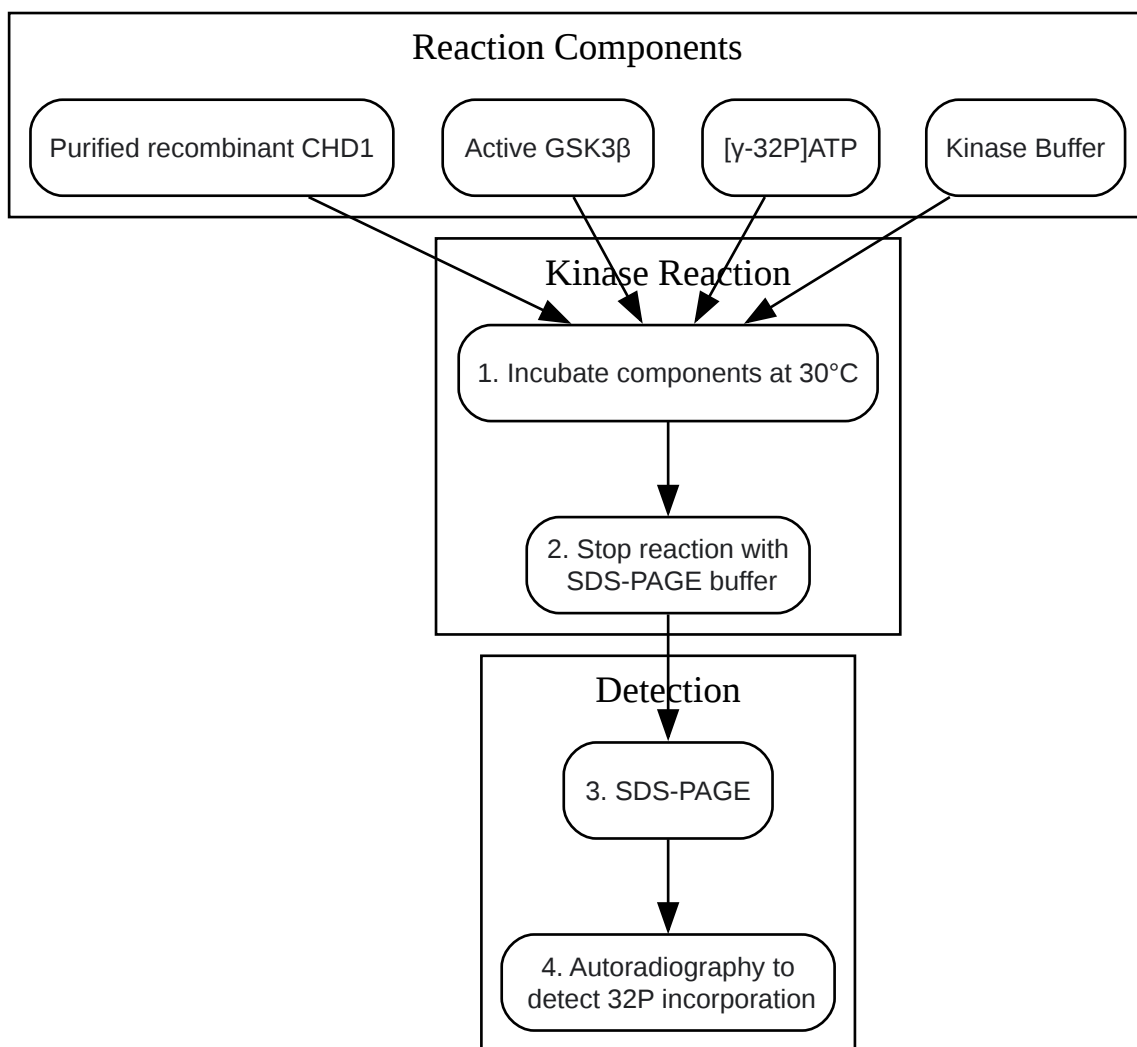 Reaction Components
Purified recombinant CHD1
Active GSK3β
[γ-32P]ATP
Kinase Buffer
Kinase Reaction
1. Incubate components at 30°C
2. Stop reaction with
SDS-PAGE buffer
Detection
3. SDS-PAGE
4. Autoradiography to
detect 32P incorporation